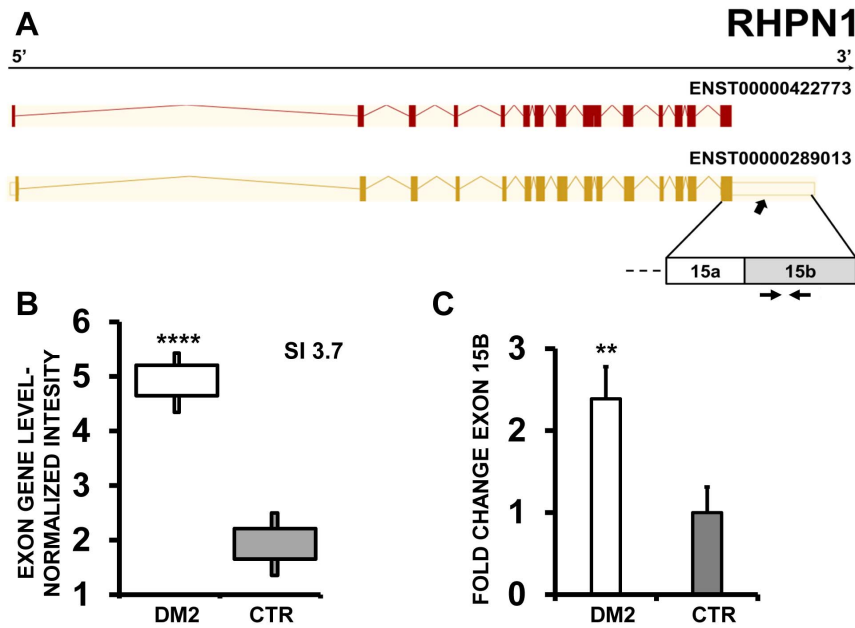 A
RHPN1
5’ 3’
ENST00000422773
ENST00000289013
15a 15b
B
EXON GENE LEVEL-
NORMALIZED INTESITY
6
5
4
3
2
1
****
SI 3.7
DM2 CTR
C
FOLD CHANGE EXON 15B
3
2
1
0
**
DM2 CTR